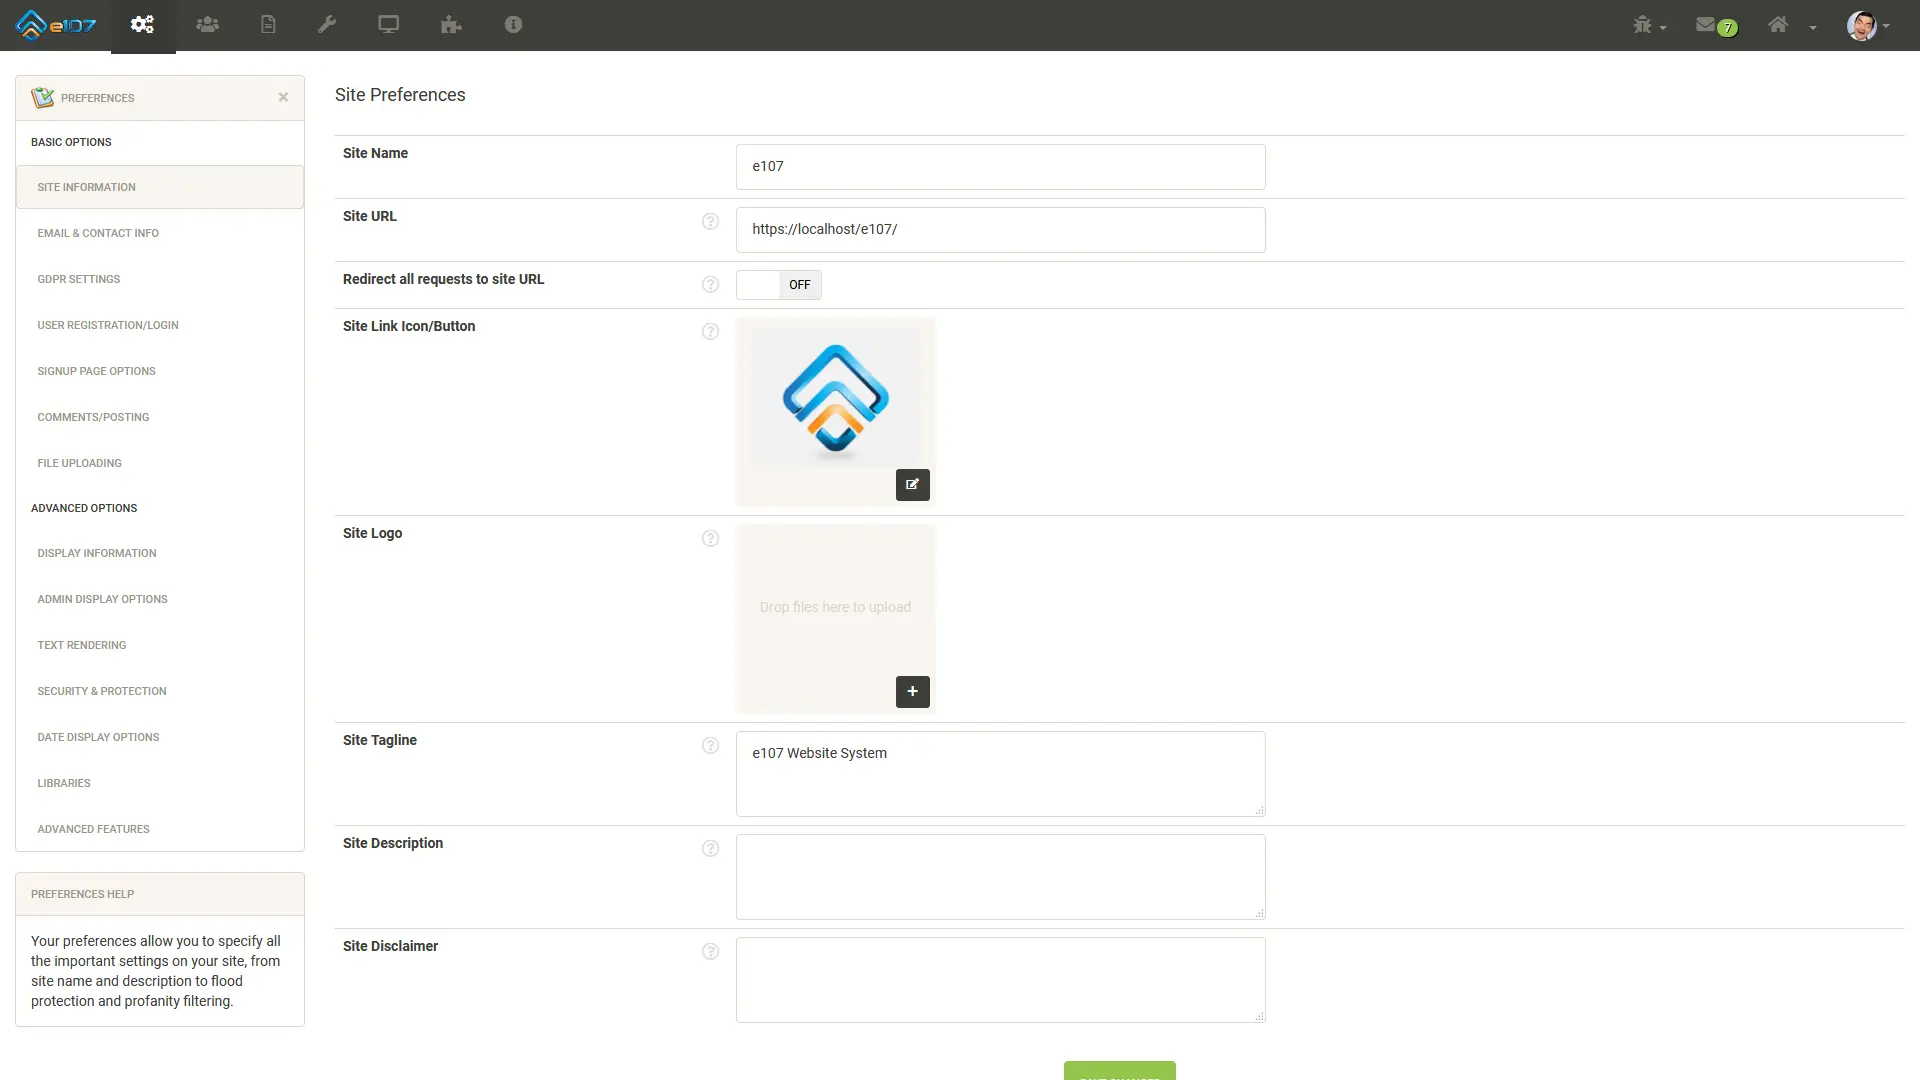 e107
7
PREFERENCES
×
BASIC OPTIONS
SITE INFORMATION
EMAIL & CONTACT INFO
GDPR SETTINGS
USER REGISTRATION/LOGIN
SIGNUP PAGE OPTIONS
COMMENTS/POSTING
FILE UPLOADING
ADVANCED OPTIONS
DISPLAY INFORMATION
ADMIN DISPLAY OPTIONS
TEXT RENDERING
SECURITY & PROTECTION
DATE DISPLAY OPTIONS
LIBRARIES
ADVANCED FEATURES
PREFERENCES HELP
Your preferences allow you to specify all
the important settings on your site, from
site name and description to flood
protection and profanity filtering.
Site Preferences
Site Name
e107
Site URL
https://localhost/e107/
Redirect all requests to site URL
OFF
Site Link Icon/Button
Site Logo
Drop files here to upload
Site Tagline
e107 Website System
Site Description
Site Disclaimer